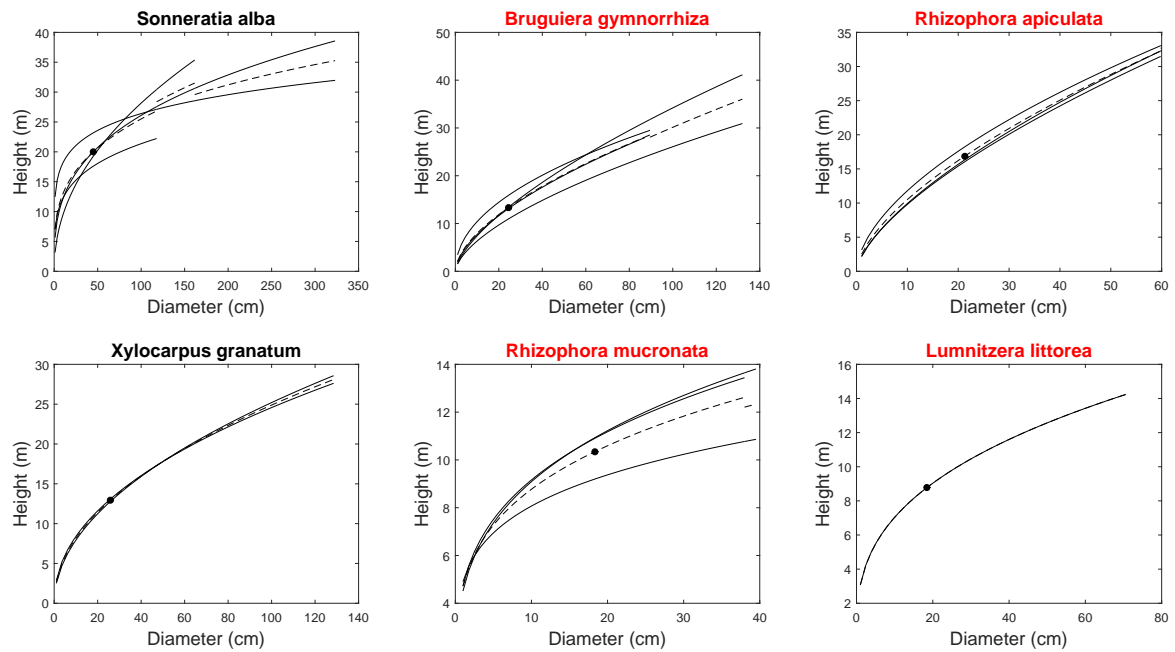 Sonneratia alba
Height (m)
40
35
30
25
20
15
10
5
0
0 50 100 150 200 250 300 350
Diameter (cm)
Bruguiera gymnorrhiza
Height (m)
50
40
30
20
10
0
0 20 40 60 80 100 120 140
Diameter (cm)
Rhizophora apiculata
Height (m)
35
30
25
20
15
10
5
0
0 10 20 30 40 50 60
Diameter (cm)
Xylocarpus granatum
Height (m)
30
25
20
15
10
5
0
0 20 40 60 80 100 120 140
Diameter (cm)
Rhizophora mucronata
Height (m)
14
12
10
8
6
4
0 10 20 30 40
Diameter (cm)
Lumnitzera littorea
Height (m)
16
14
12
10
8
6
4
2
0 20 40 60 80
Diameter (cm)